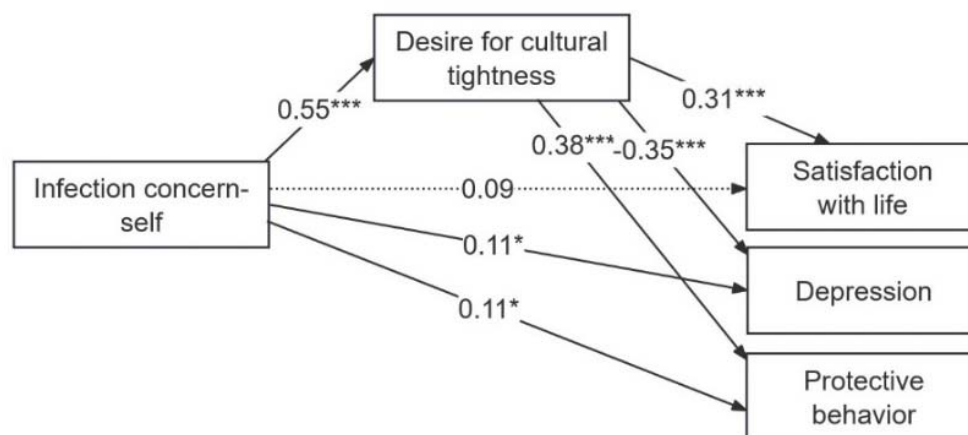 Desire for cultural
tightness
0.55***
0.31***
0.38***
-0.35***
Infection concern-
self
0.09
Satisfaction
with life
0.11*
Depression
0.11*
Protective
behavior